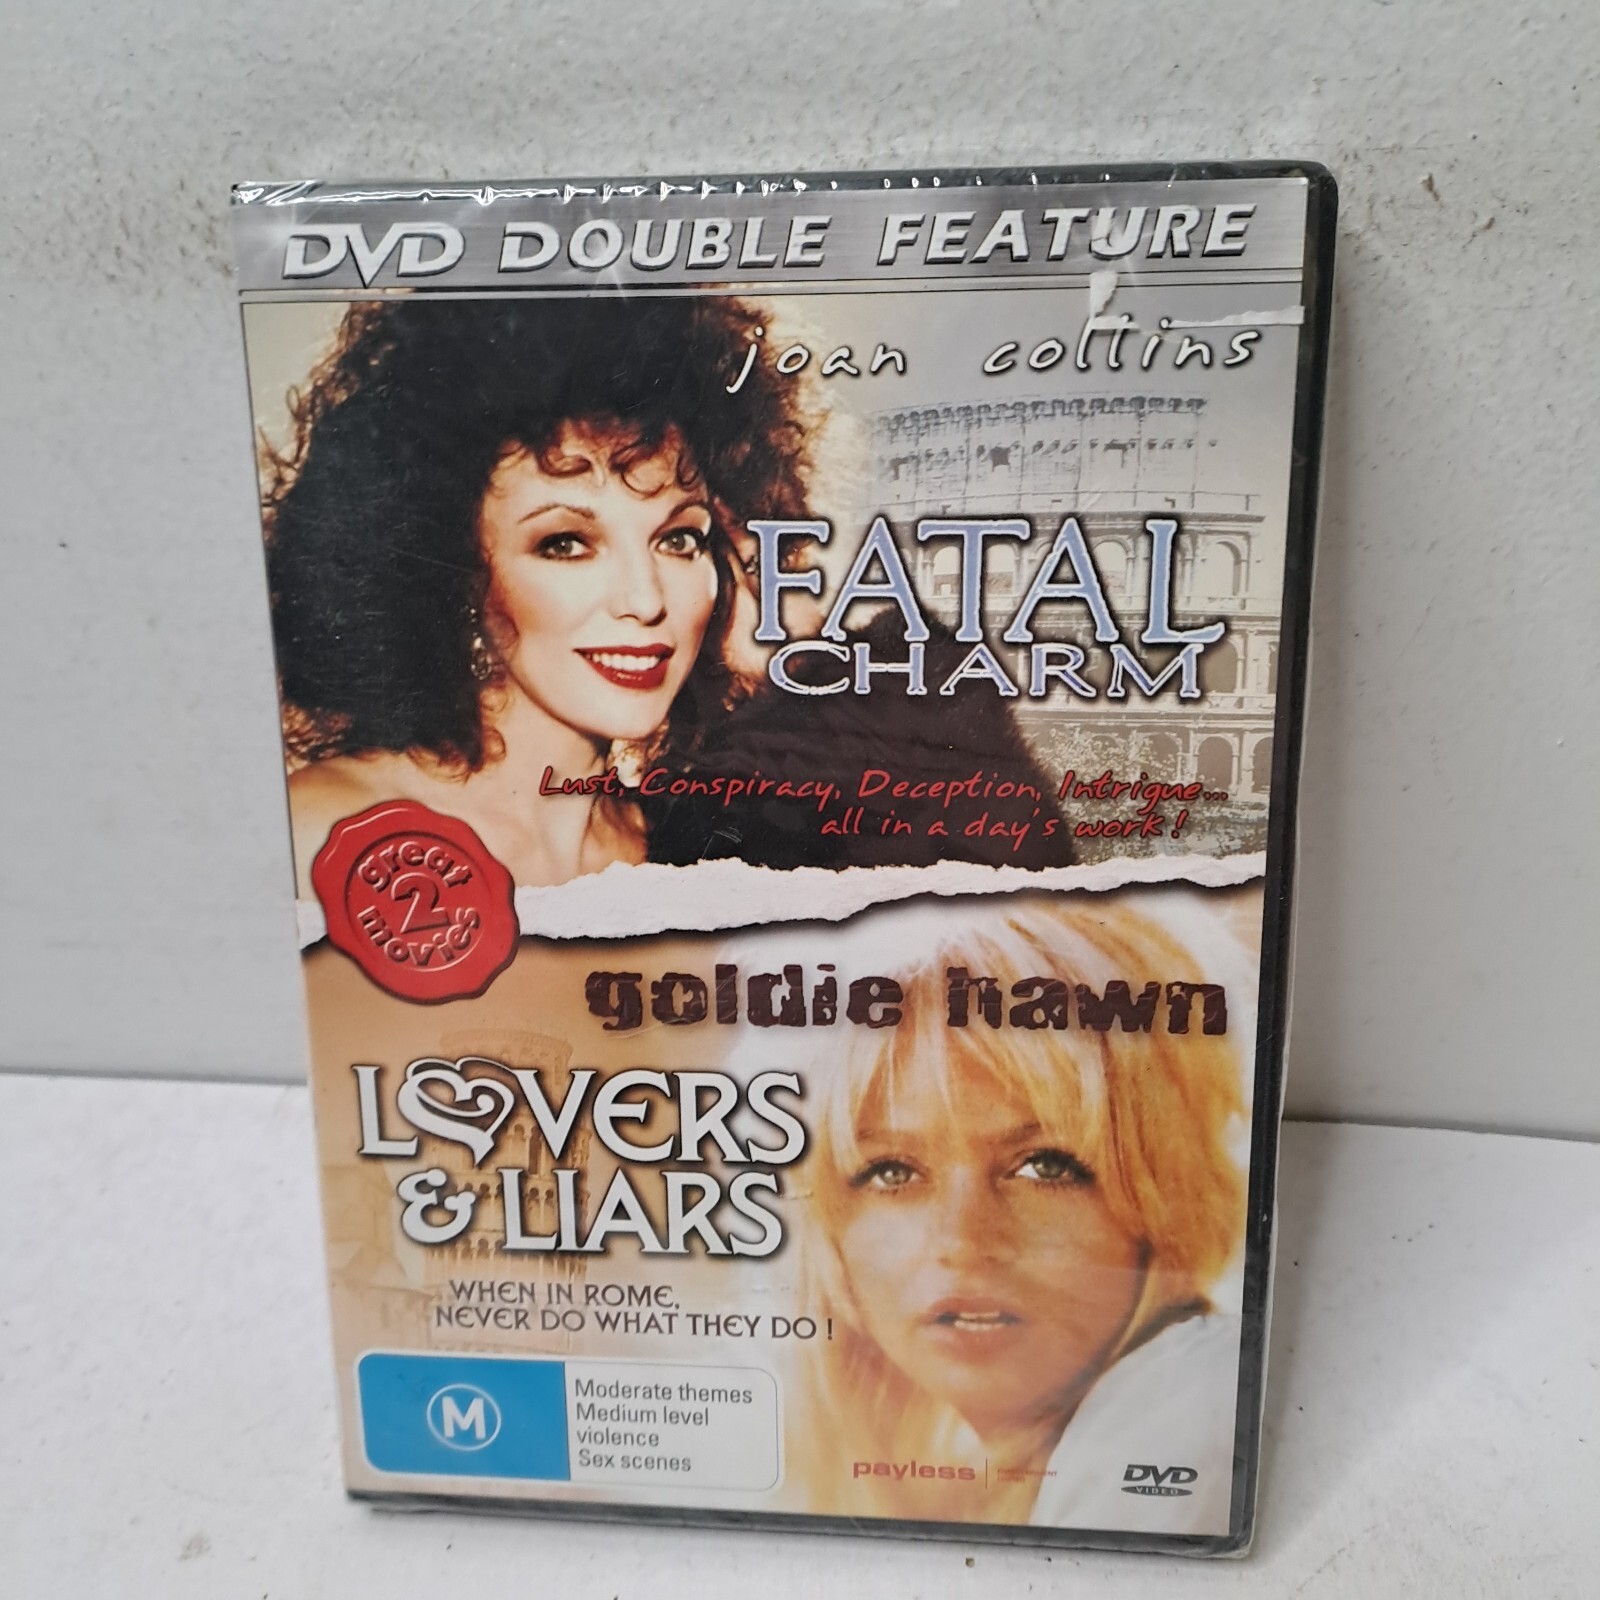 DVD DOUBLE FEATURE
joan collins
FATAL
CHARM
Lust, Conspiracy, Deception, Intrigue...
all in a day's work!
great
2
movies
goldie hawn
LOVERS
& LIARS
WHEN IN ROME,
NEVER DO WHAT THEY DO!
M
Moderate themes
Medium level
violence
Sex scenes
payless
DVD
VIDEO